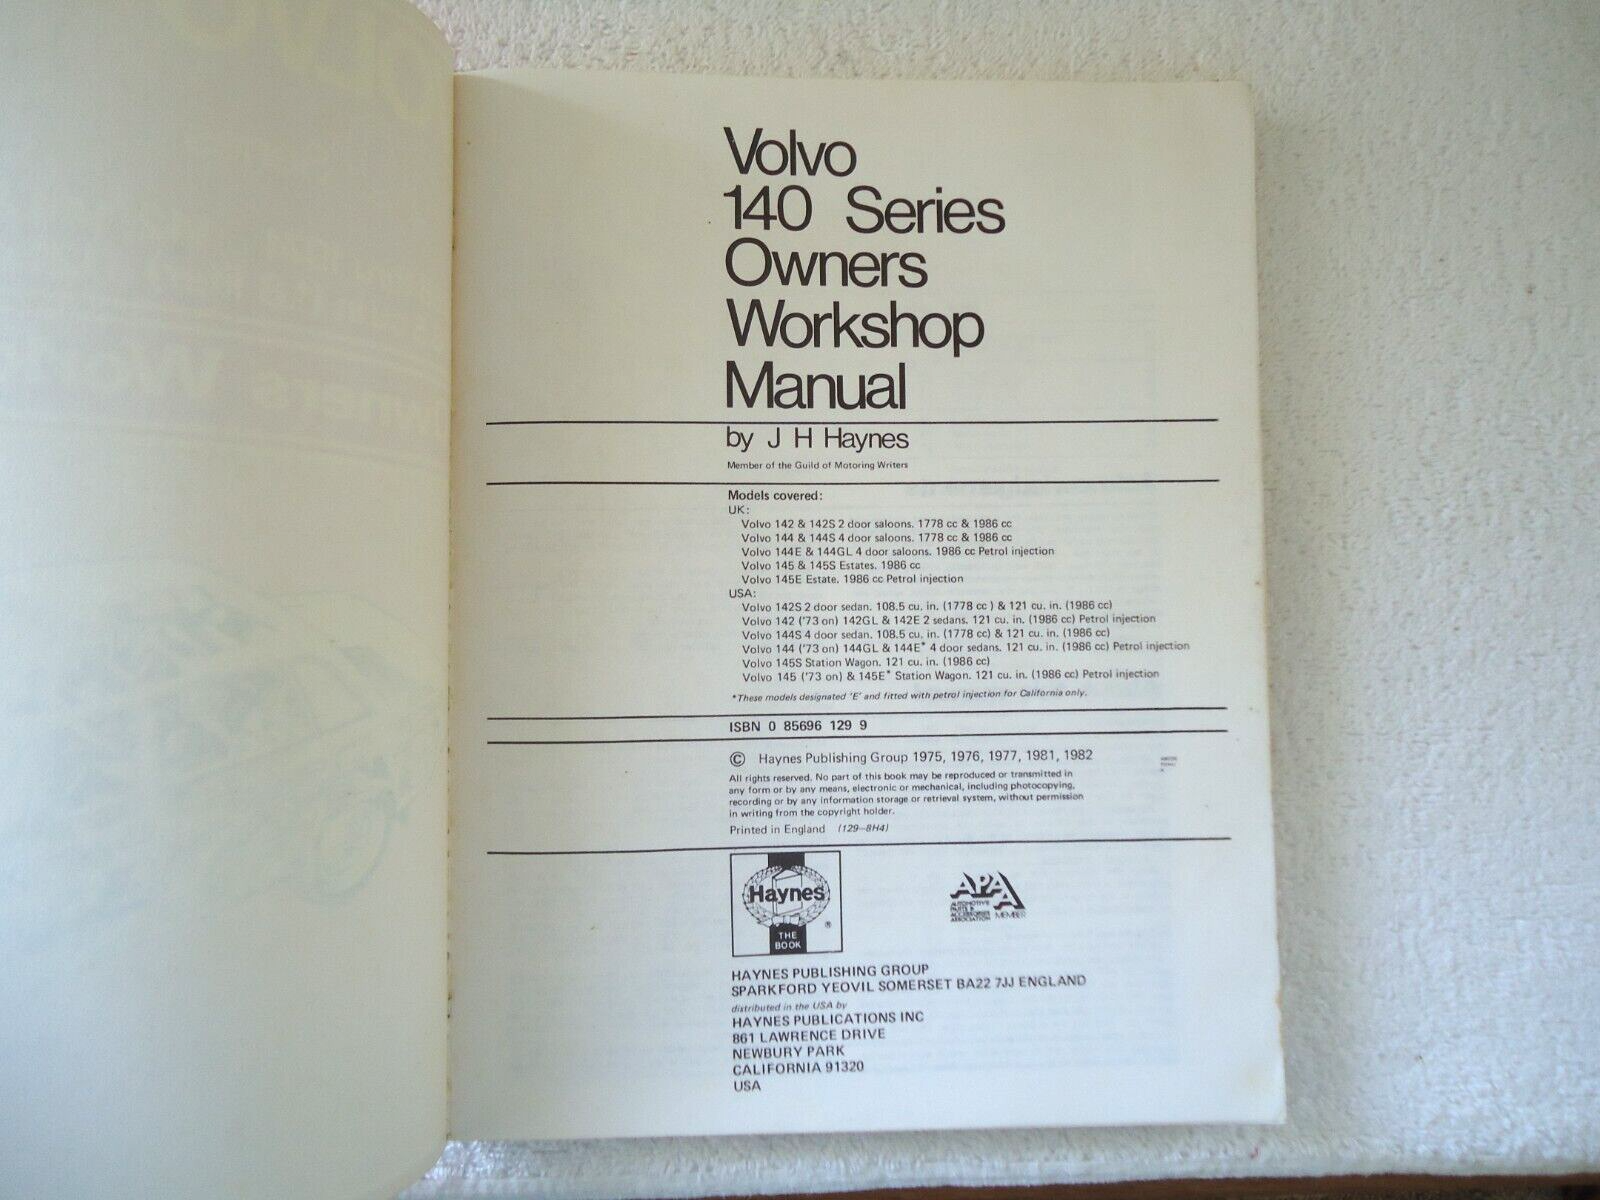 Volvo
140 Series
Owners
Workshop
Manual
by J H Haynes
Member of the Guild of Motoring Writers
Models covered:
UK:
Volvo 142 & 142S 2 door saloons. 1778 cc & 1986 cc
Volvo 144 & 144S 4 door saloons. 1778 cc & 1986 cc
Volvo 144E & 144GL 4 door saloons. 1986 cc Petrol injection
Volvo 145 & 145S Estates. 1986 cc
Volvo 145E Estate. 1986 cc Petrol injection
USA:
Volvo 142S 2 door sedan. 108.5 cu. in. (1778 cc ) & 121 cu. in. (1986 cc)
Volvo 142 ('73 on) 142GL & 142E 2 sedans. 121 cu. in. (1986 cc) Petrol injection
Volvo 144S 4 door sedan. 108.5 cu. in. (1778 cc) & 121 cu. in. (1986 cc)
Volvo 144 ('73 on) 144GL & 144E* 4 door sedans. 121 cu. in. (1986 cc) Petrol injection
Volvo 145S Station Wagon. 121 cu. in. (1986 cc)
Volvo 145 ('73 on) & 145E* Station Wagon. 121 cu. in. (1986 cc) Petrol injection
*These models designated 'E' and fitted with petrol injection for California only.
ISBN 0 85696 129 9
© Haynes Publishing Group 1975, 1976, 1977, 1981, 1982
All rights reserved. No part of this book may be reproduced or transmitted in
any form or by any means, electronic or mechanical, including photocopying,
recording or by any information storage or retrieval system, without permission
in writing from the copyright holder.
Printed in England (129–8H4)
Haynes
®
THE
BOOK
APAA
AUTOMOTIVE
PARTS &
ACCESSORIES
ASSOCIATION MEMBER
HAYNES PUBLISHING GROUP
SPARKFORD YEOVIL SOMERSET BA22 7JJ ENGLAND
distributed in the USA by
HAYNES PUBLICATIONS INC
861 LAWRENCE DRIVE
NEWBURY PARK
CALIFORNIA 91320
USA